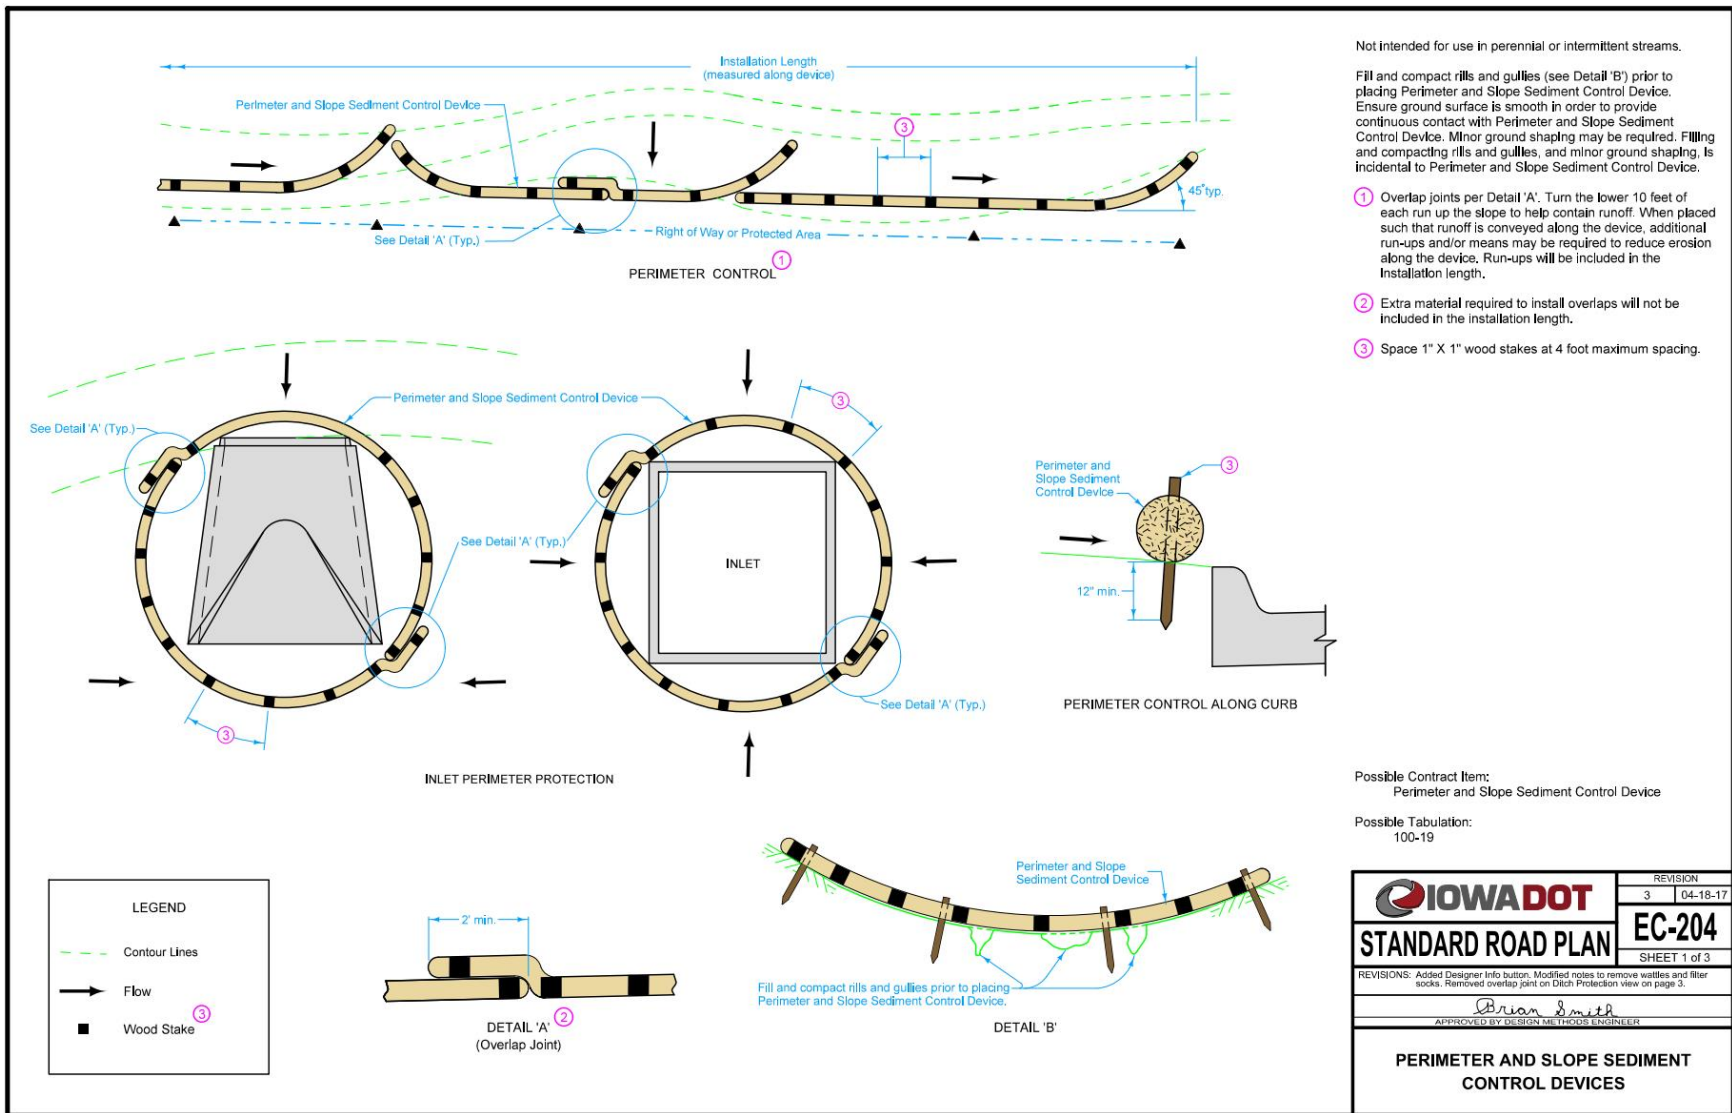 Installation Length
(measured along device)
Perimeter and Slope Sediment Control Device
3
45° typ.
See Detail 'A' (Typ.)
Right of Way or Protected Area
PERIMETER CONTROL 1
Not intended for use in perennial or intermittent streams.
Fill and compact rills and gullies (see Detail 'B') prior to
placing Perimeter and Slope Sediment Control Device.
Ensure ground surface is smooth in order to provide
continuous contact with Perimeter and Slope Sediment
Control Device. Minor ground shaping may be required. Filling
and compacting rills and gullies, and minor ground shaping, is
incidental to Perimeter and Slope Sediment Control Device.
1 Overlap joints per Detail 'A'. Turn the lower 10 feet of
each run up the slope to help contain runoff. When placed
such that runoff is conveyed along the device, additional
run-ups and/or means may be required to reduce erosion
along the device. Run-ups will be included in the
installation length.
2 Extra material required to install overlaps will not be
included in the installation length.
3 Space 1" X 1" wood stakes at 4 foot maximum spacing.
See Detail 'A' (Typ.)
Perimeter and Slope Sediment Control Device
3
See Detail 'A' (Typ.)
INLET
3
See Detail 'A' (Typ.)
INLET PERIMETER PROTECTION
Perimeter and
Slope Sediment
Control Device
3
12" min.
PERIMETER CONTROL ALONG CURB
Possible Contract Item:
Perimeter and Slope Sediment Control Device
Possible Tabulation:
100-19
LEGEND
Contour Lines
Flow
Wood Stake 3
2' min.
DETAIL 'A' 2
(Overlap Joint)
Perimeter and Slope
Sediment Control Device
Fill and compact rills and gullies prior to placing
Perimeter and Slope Sediment Control Device.
DETAIL 'B'
IOWADOT
STANDARD ROAD PLAN
REVISION
3 04-18-17
EC-204
SHEET 1 of 3
REVISIONS: Added Designer Info button. Modified notes to remove wattles and filter
socks. Removed overlap joint on Ditch Protection view on page 3.
Brian Smith
APPROVED BY DESIGN METHODS ENGINEER
PERIMETER AND SLOPE SEDIMENT
CONTROL DEVICES